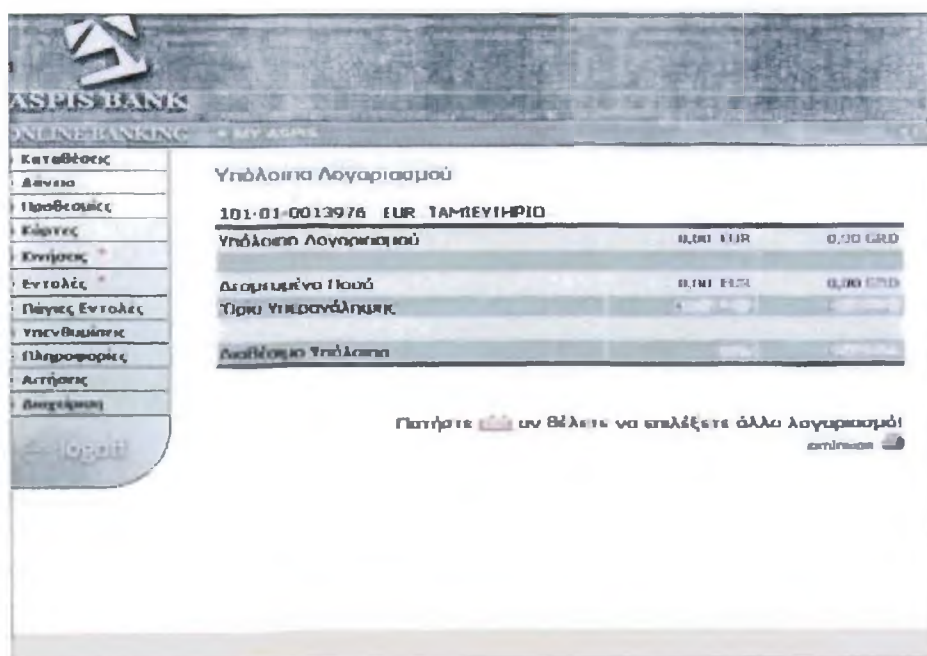 ASPIS BANK
ONLINE BANKING • MY ASPIS
Καταθέσεις
Δάνεια
Προθεσμίες
Κάρτες
Κινήσεις
Εντολές
Πάγιες Εντολές
Υπενθυμίσεις
Πληροφορίες
Αιτήσεις
Διαχείριση
logoff
Υπόλοιπα Λογαριασμού
101-01-0013976 EUR ΤΑΜΙΕΥΤΗΡΙΟ
Υπόλοιπο Λογαριασμού 0,00 EUR 0,00 GRD
Δεσμευμένο Ποσό 0,00 EUR 0,00 GRD
Όριο Υπερανάληψης
Διαθέσιμο Υπόλοιπο
Πατήστε εδώ αν θέλετε να επιλέξετε άλλο λογαριασμό!
εκτύπωση